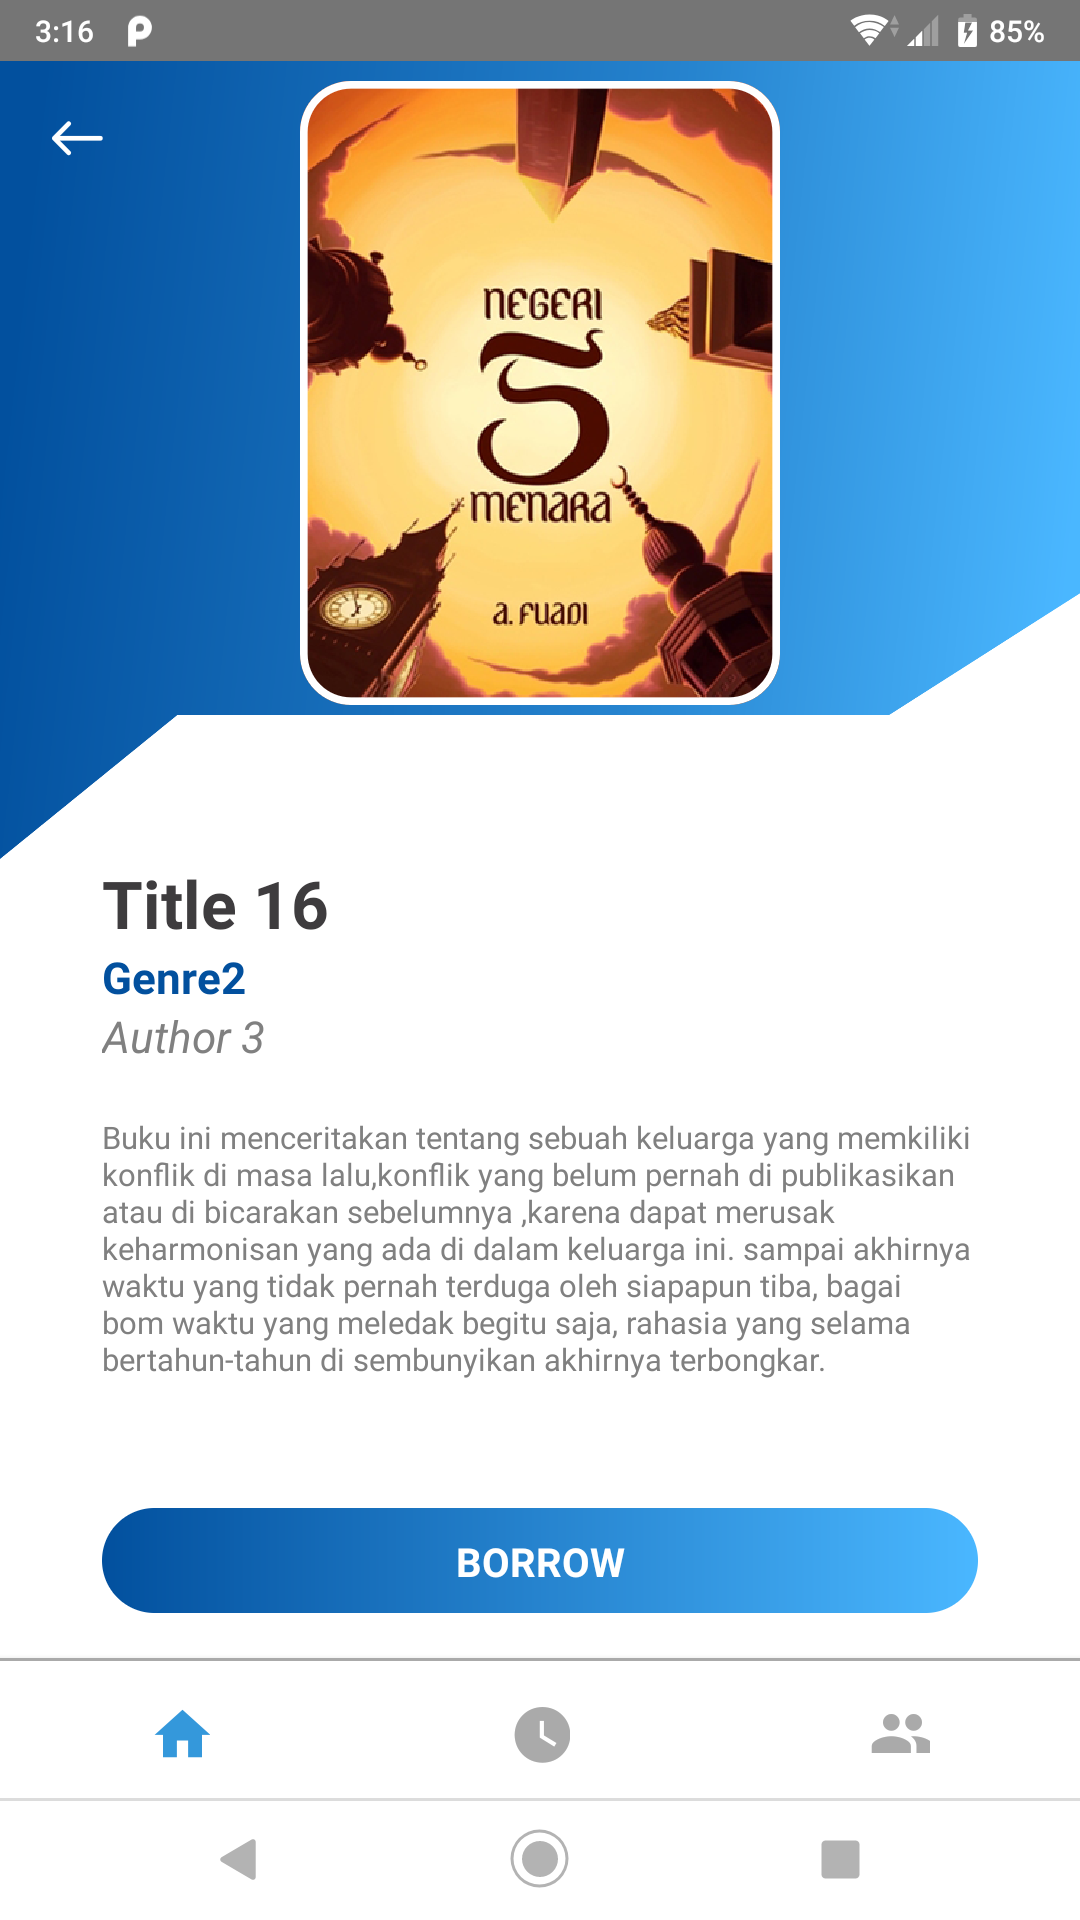 3:16
85%
NEGERI
5
MENARA
A. FUADI
Title 16
Genre2
Author 3
Buku ini menceritakan tentang sebuah keluarga yang memkiliki
konflik di masa lalu,konflik yang belum pernah di publikasikan
atau di bicarakan sebelumnya ,karena dapat merusak
keharmonisan yang ada di dalam keluarga ini. sampai akhirnya
waktu yang tidak pernah terduga oleh siapapun tiba, bagai
bom waktu yang meledak begitu saja, rahasia yang selama
bertahun-tahun di sembunyikan akhirnya terbongkar.
BORROW